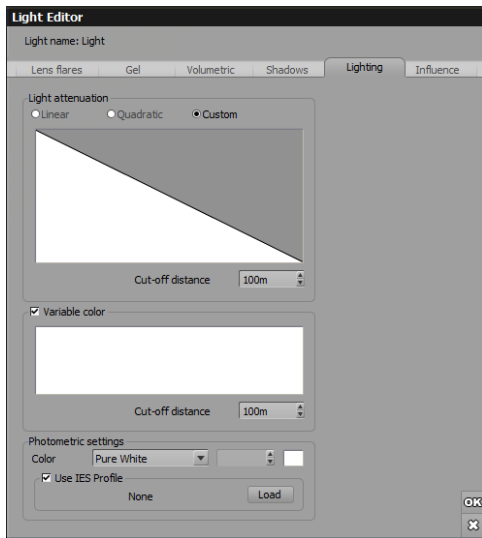 Light Editor
Light name: Light
Lens flares Gel Volumetric Shadows Lighting Influence
Light attenuation
Linear Quadratic Custom
Cut-off distance 100m
Variable color
Cut-off distance 100m
Photometric settings
Color Pure White
Use IES Profile
None Load
OK